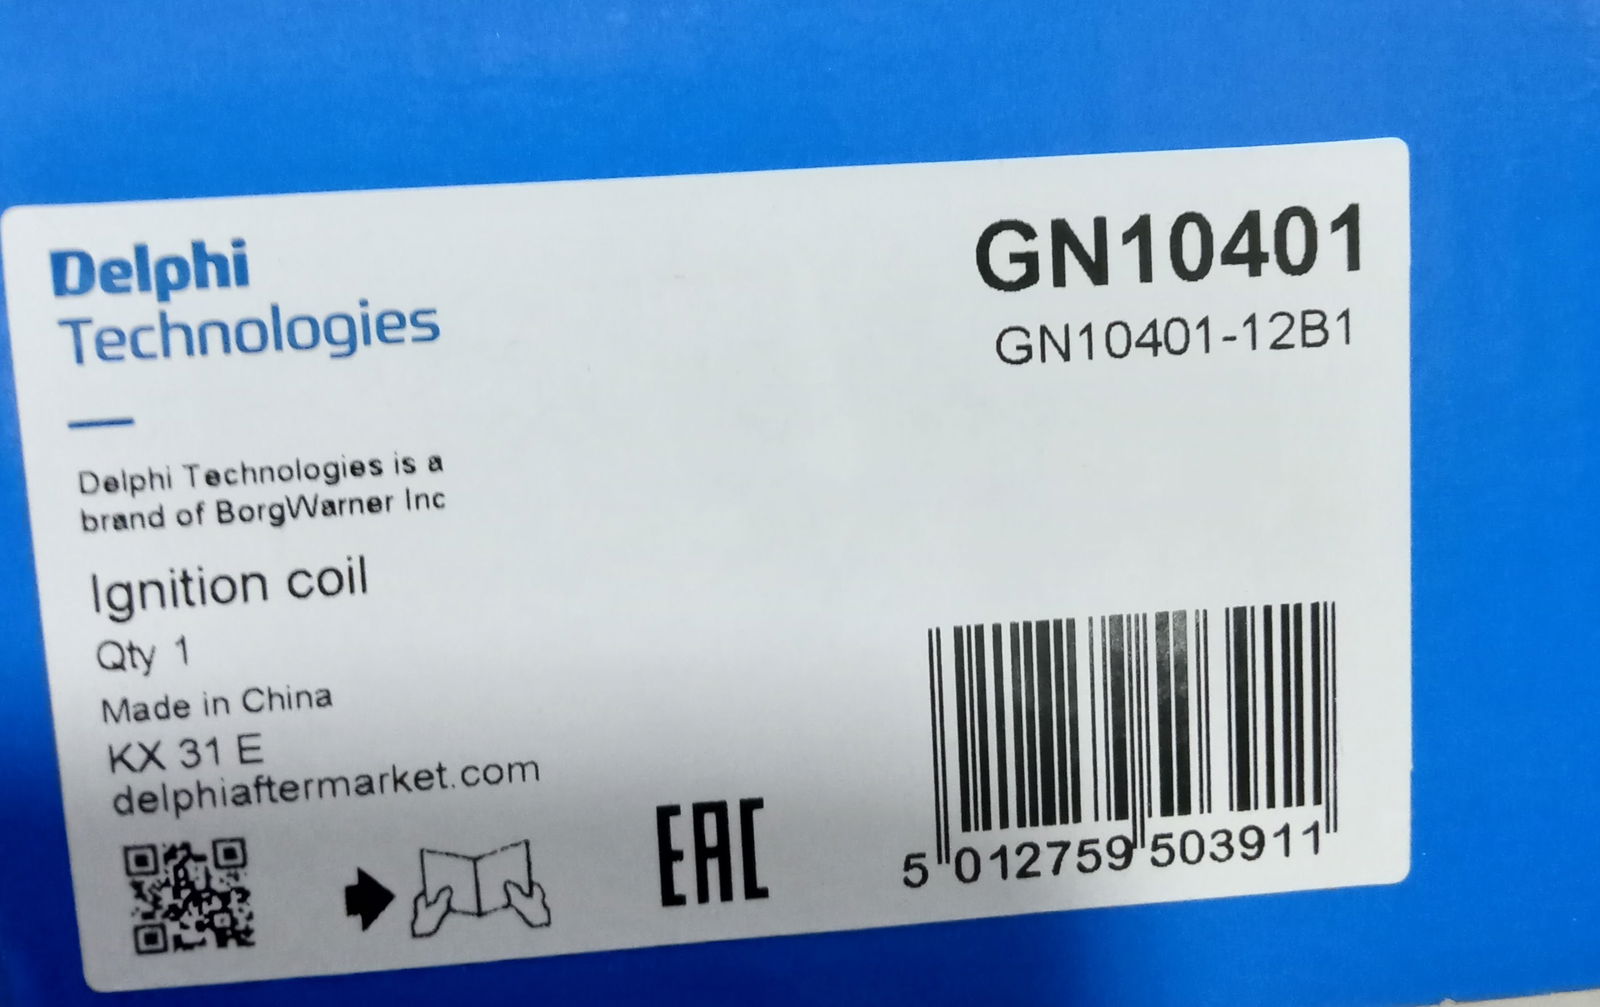 Delphi
Technologies
GN10401
GN10401-12B1
Delphi Technologies is a
brand of BorgWarner Inc
Ignition coil
Qty 1
Made in China
KX 31 E
delphiaftermarket.com
EAC
5 012759 503911